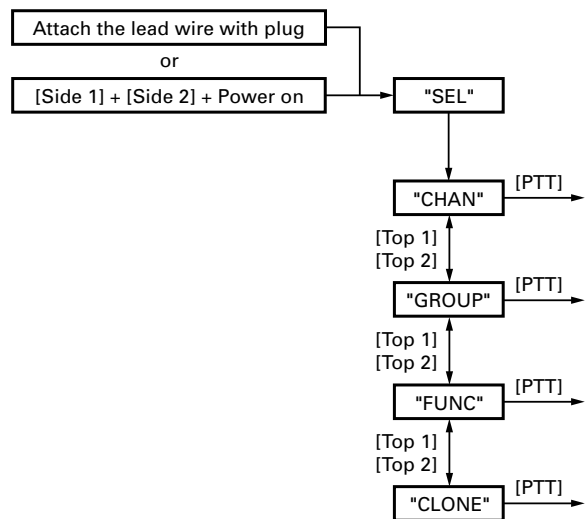 Attach the lead wire with plug
or
[Side 1] + [Side 2] + Power on
"SEL"
"CHAN"
[PTT]
[Top 1]
[Top 2]
"GROUP"
[PTT]
[Top 1]
[Top 2]
"FUNC"
[PTT]
[Top 1]
[Top 2]
"CLONE"
[PTT]